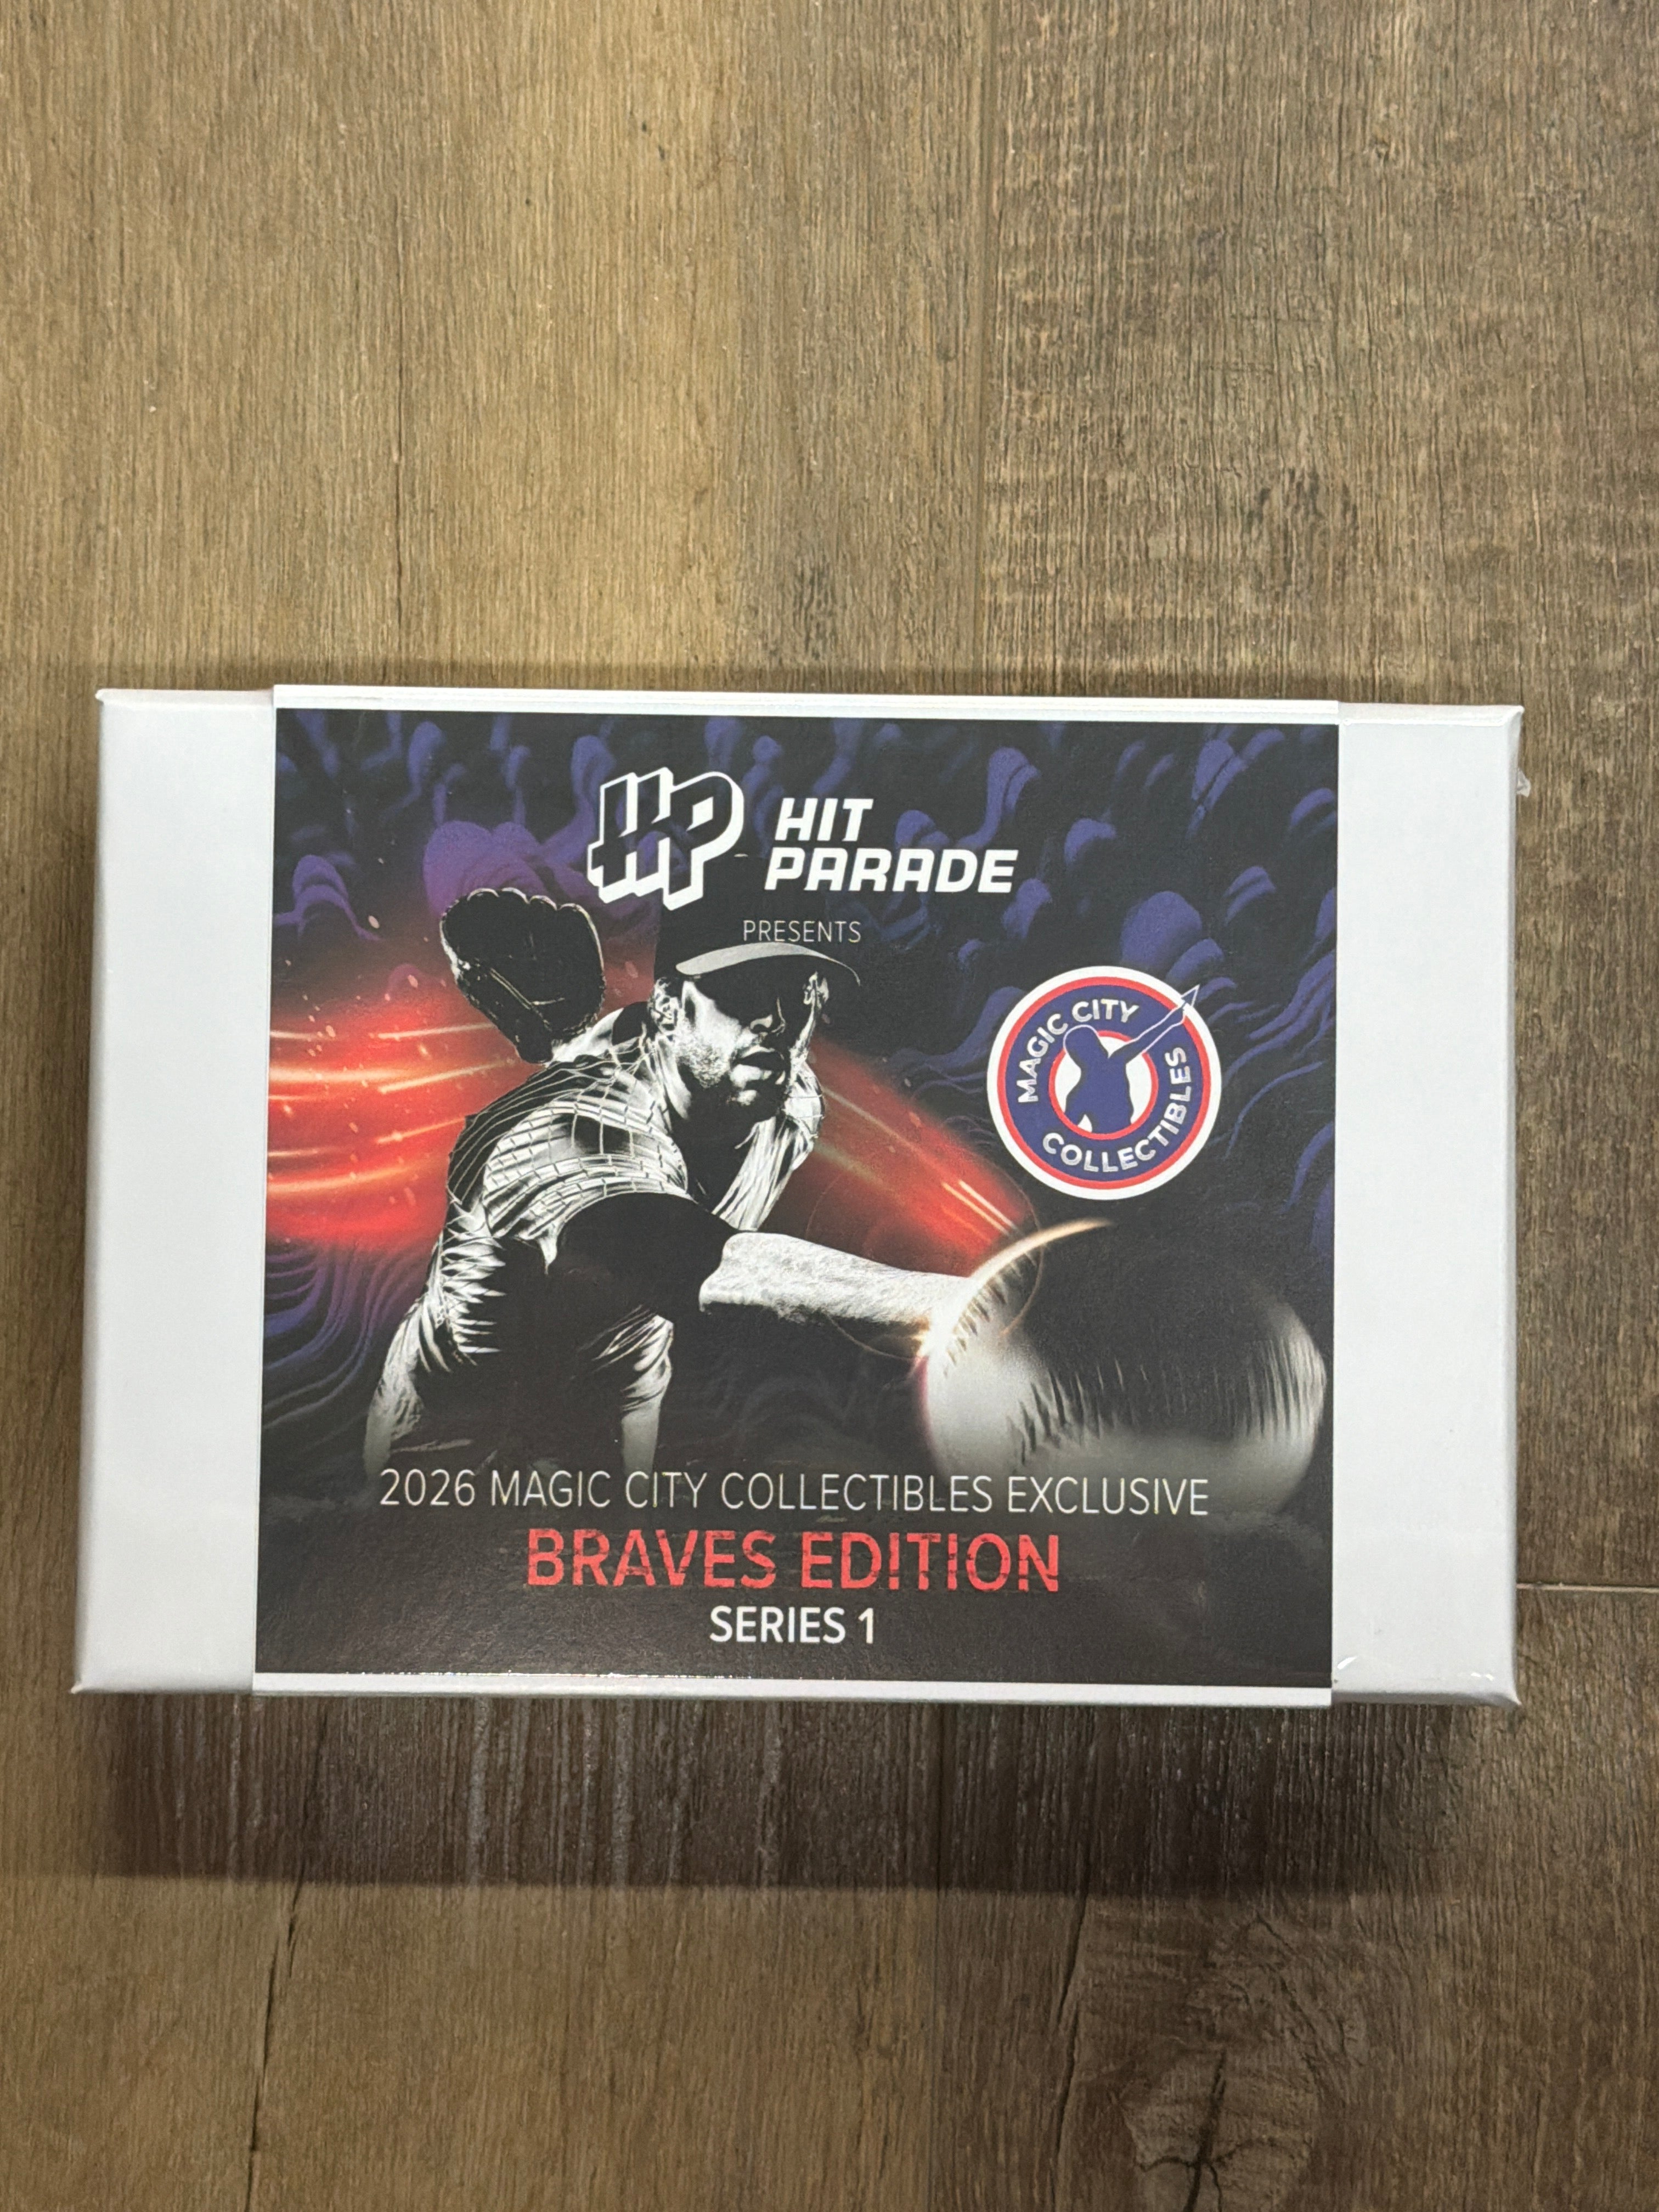 HP
HIT
PARADE
PRESENTS
MAGIC CITY
COLLECTIBLES
2026 MAGIC CITY COLLECTIBLES EXCLUSIVE
BRAVES EDITION
SERIES 1